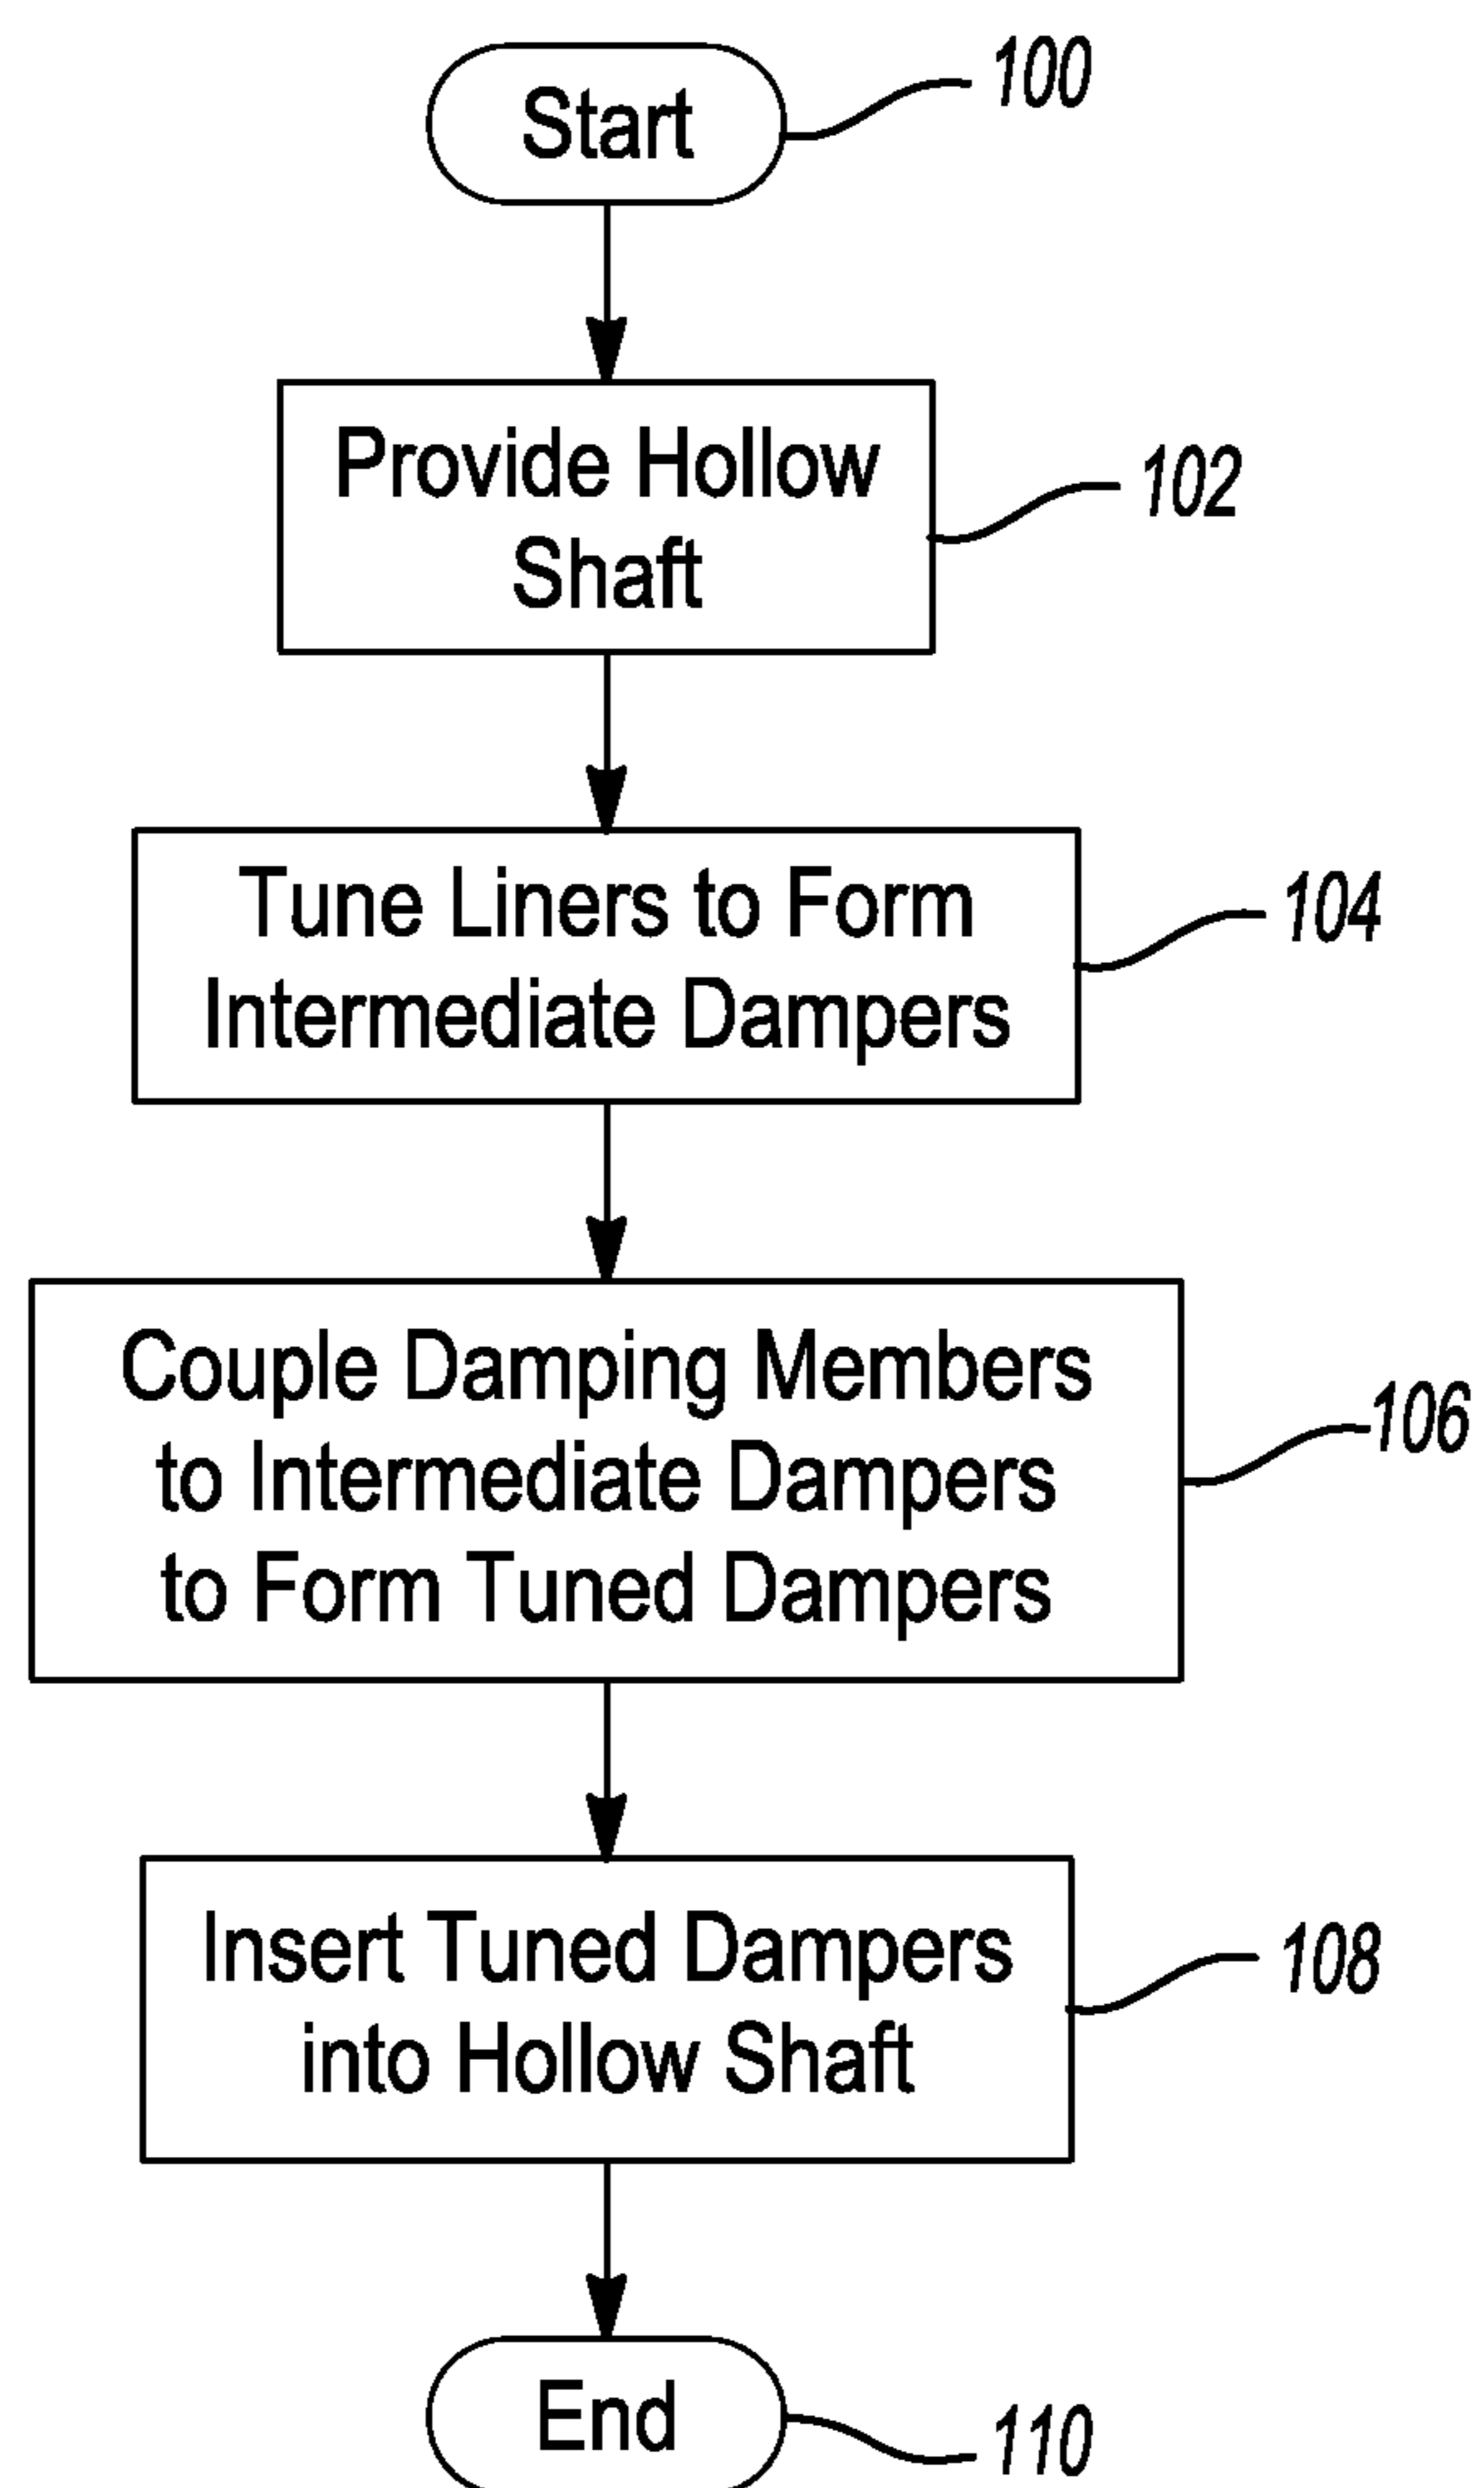 Start
100
Provide Hollow
Shaft
102
Tune Liners to Form
Intermediate Dampers
104
Couple Damping Members
to Intermediate Dampers
to Form Tuned Dampers
106
Insert Tuned Dampers
into Hollow Shaft
108
End
110